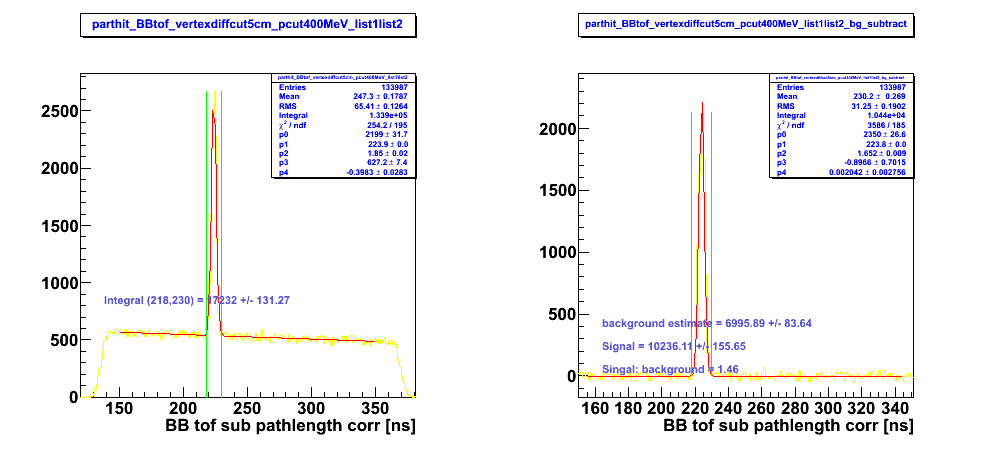 parthit_BBtof_vertexdiffcut5cm_pcut400MeV_list1list2
parthit_BBtof_vertexdiffcut5cm_pcut400MeV_list1list2
Entries 133987
Mean 247.3 ± 0.1787
RMS 65.41 ± 0.1264
Integral 1.339e+05
χ² / ndf 254.2 / 195
p0 2199 ± 31.7
p1 223.9 ± 0.0
p2 1.85 ± 0.02
p3 627.2 ± 7.4
p4 -0.3983 ± 0.0283
2500
2000
1500
1000
500
0
Integral (218,230) = 17232 +/- 131.27
150 200 250 300 350
BB tof sub pathlength corr [ns]
parthit_BBtof_vertexdiffcut5cm_pcut400MeV_list1list2_bg_subtract
parthit_BBtof_vertexdiffcut5cm_pcut400MeV_list1list2_bg_subtract
Entries 133987
Mean 230.2 ± 0.269
RMS 31.25 ± 0.1902
Integral 1.044e+04
χ² / ndf 3586 / 185
p0 2350 ± 26.6
p1 223.8 ± 0.0
p2 1.652 ± 0.009
p3 -0.8966 ± 0.7015
p4 0.002042 ± 0.002756
2000
1500
1000
500
0
background estimate = 6995.89 +/- 83.64
Signal = 10236.11 +/- 155.65
Singal: background = 1.46
160 180 200 220 240 260 280 300 320 340
BB tof sub pathlength corr [ns]